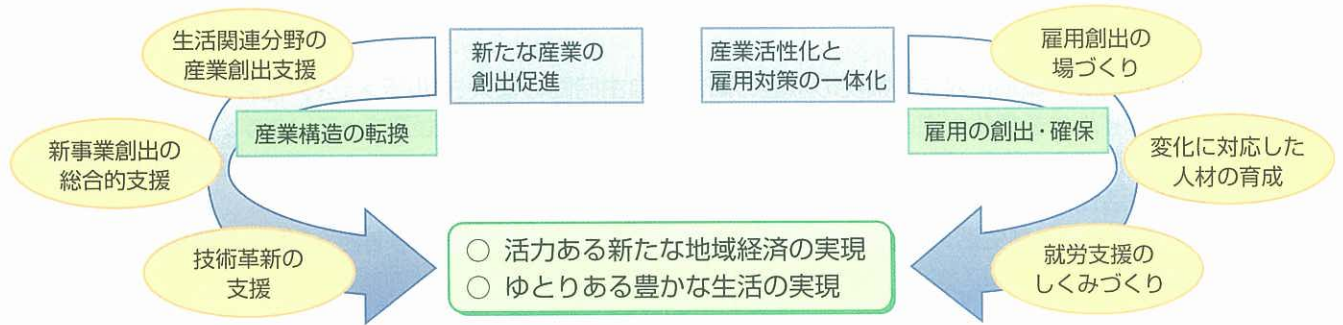 生活関連分野の
産業創出支援
新たな産業の
創出促進
産業構造の転換
新事業創出の
総合的支援
技術革新の
支援
産業活性化と
雇用対策の一体化
雇用創出の
場づくり
雇用の創出・確保
変化に対応した
人材の育成
就労支援の
しくみづくり
○ 活力ある新たな地域経済の実現
○ ゆとりある豊かな生活の実現